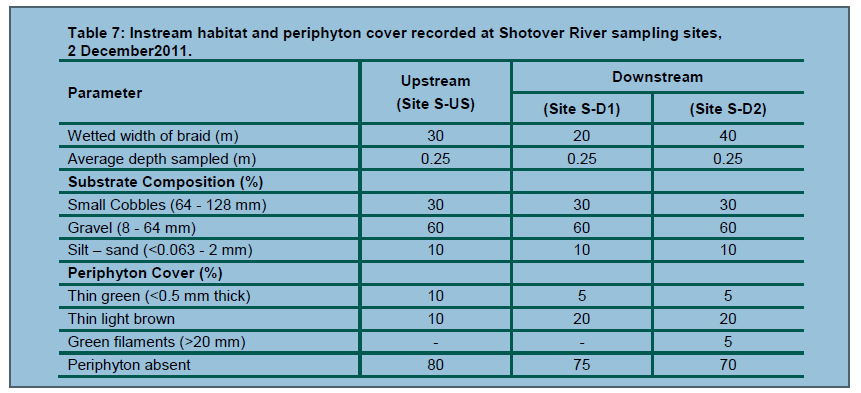 Table 7: Instream habitat and periphyton cover recorded at Shotover River sampling sites,
2 December2011.
Parameter Upstream (Site S-US) Downstream
(Site S-D1) (Site S-D2)
Wetted width of braid (m) 30 20 40
Average depth sampled (m) 0.25 0.25 0.25
Substrate Composition (%)
Small Cobbles (64 - 128 mm) 30 30 30
Gravel (8 - 64 mm) 60 60 60
Silt – sand (<0.063 - 2 mm) 10 10 10
Periphyton Cover (%)
Thin green (<0.5 mm thick) 10 5 5
Thin light brown 10 20 20
Green filaments (>20 mm) - - 5
Periphyton absent 80 75 70